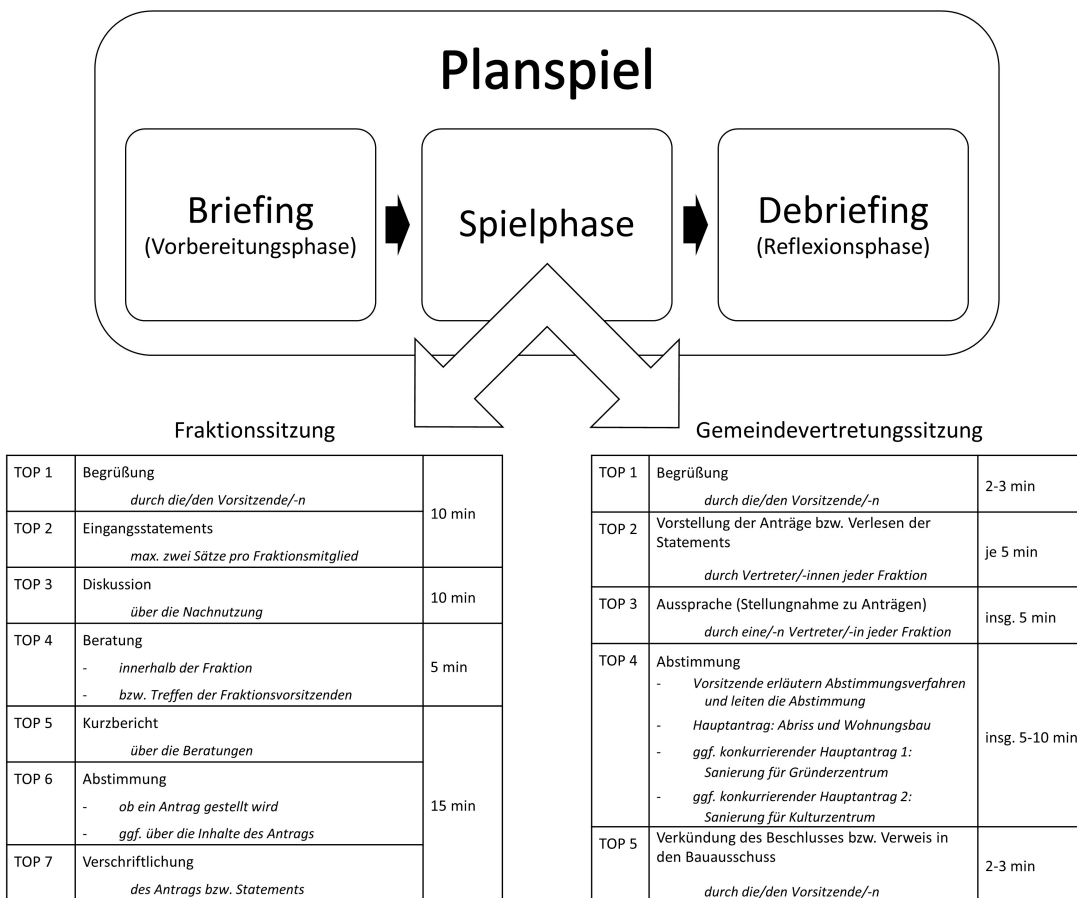 Planspiel
Briefing
(Vorbereitungsphase)
Spielphase
Debriefing
(Reflexionsphase)
Fraktionssitzung
TOP 1
Begrüßung
durch die/den Vorsitzende/-n
10 min
TOP 2
Eingangsstatements
max. zwei Sätze pro Fraktionsmitglied
TOP 3
Diskussion
über die Nachnutzung
10 min
TOP 4
Beratung
- innerhalb der Fraktion
- bzw. Treffen der Fraktionsvorsitzenden
5 min
TOP 5
Kurzbericht
über die Beratungen
15 min
TOP 6
Abstimmung
- ob ein Antrag gestellt wird
- ggf. über die Inhalte des Antrags
TOP 7
Verschriftlichung
des Antrags bzw. Statements
Gemeindevertretungssitzung
TOP 1
Begrüßung
durch die/den Vorsitzende/-n
2-3 min
TOP 2
Vorstellung der Anträge bzw. Verlesen der
Statements
durch Vertreter/-innen jeder Fraktion
je 5 min
TOP 3
Aussprache (Stellungnahme zu Anträgen)
durch eine/-n Vertreter/-in jeder Fraktion
insg. 5 min
TOP 4
Abstimmung
- Vorsitzende erläutern Abstimmungsverfahren
und leiten die Abstimmung
- Hauptantrag: Abriss und Wohnungsbau
- ggf. konkurrierender Hauptantrag 1:
Sanierung für Gründerzentrum
- ggf. konkurrierender Hauptantrag 2:
Sanierung für Kulturzentrum
insg. 5-10 min
TOP 5
Verkündung des Beschlusses bzw. Verweis in
den Bauausschuss
durch die/den Vorsitzende/-n
2-3 min